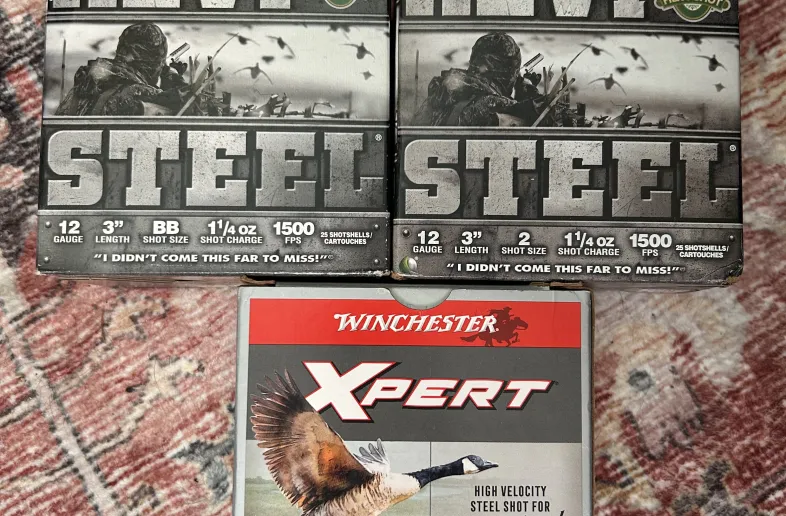 STEEL®
12 GAUGE 3” LENGTH BB SHOT SIZE 1¼ OZ SHOT CHARGE 1500 FPS 25 SHOTSHELLS/ CARTOUCHES
“I DIDN’T COME THIS FAR TO MISS!”©
STEEL®
12 GAUGE 3” LENGTH 2 SHOT SIZE 1¼ OZ SHOT CHARGE 1500 FPS 25 SHOTSHELLS/ CARTOUCHES
“I DIDN’T COME THIS FAR TO MISS!”©
WINCHESTER
XPERT
HIGH VELOCITY
STEEL SHOT FOR